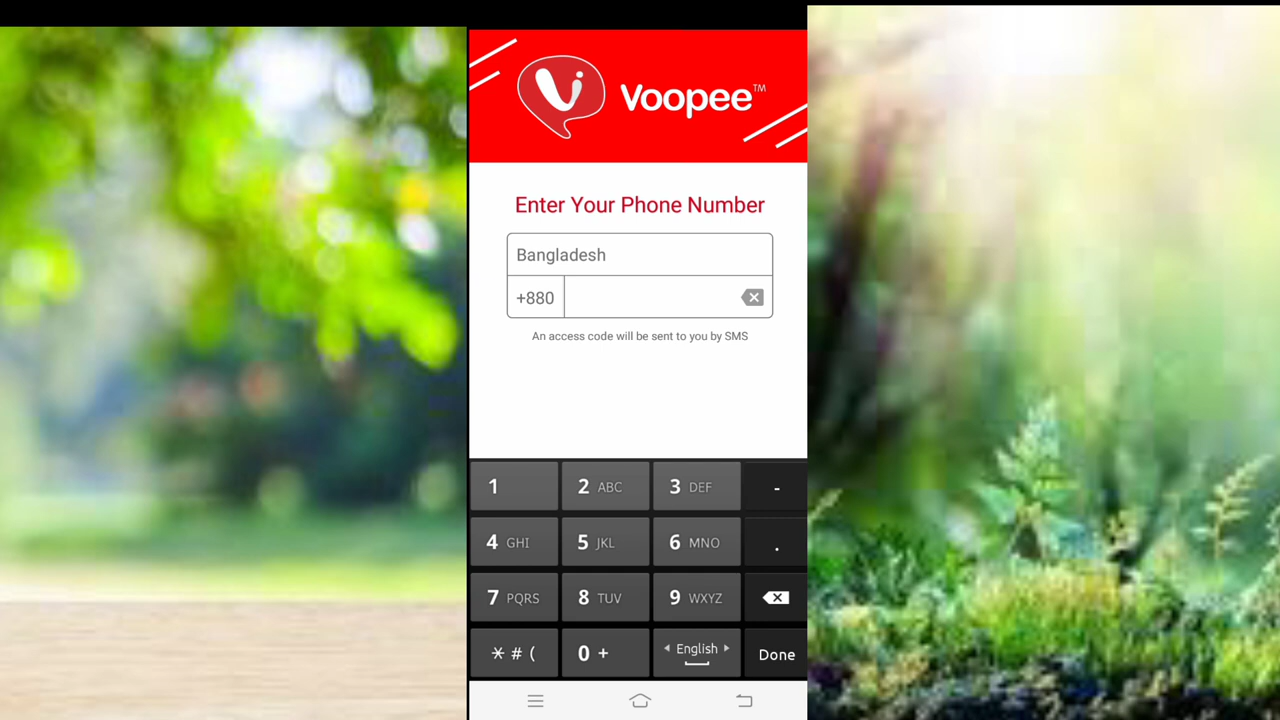 Voopee™
Enter Your Phone Number
Bangladesh
+880
An access code will be sent to you by SMS
1
2 ABC
3 DEF
-
4 GHI
5 JKL
6 MNO
.
7 PQRS
8 TUV
9 WXYZ
* # (
0 +
English
Done